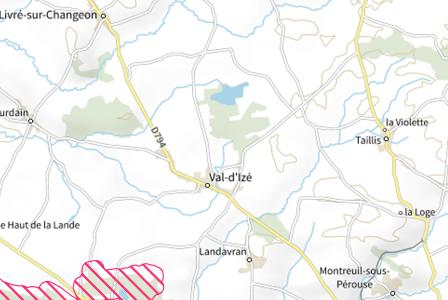 Livré-sur-Changeon
ourdain
D794
la Violette
Taillis
Val-d'Izé
la Loge
e Haut de la Lande
Landavran
Montreuil-sous-
Pérouse